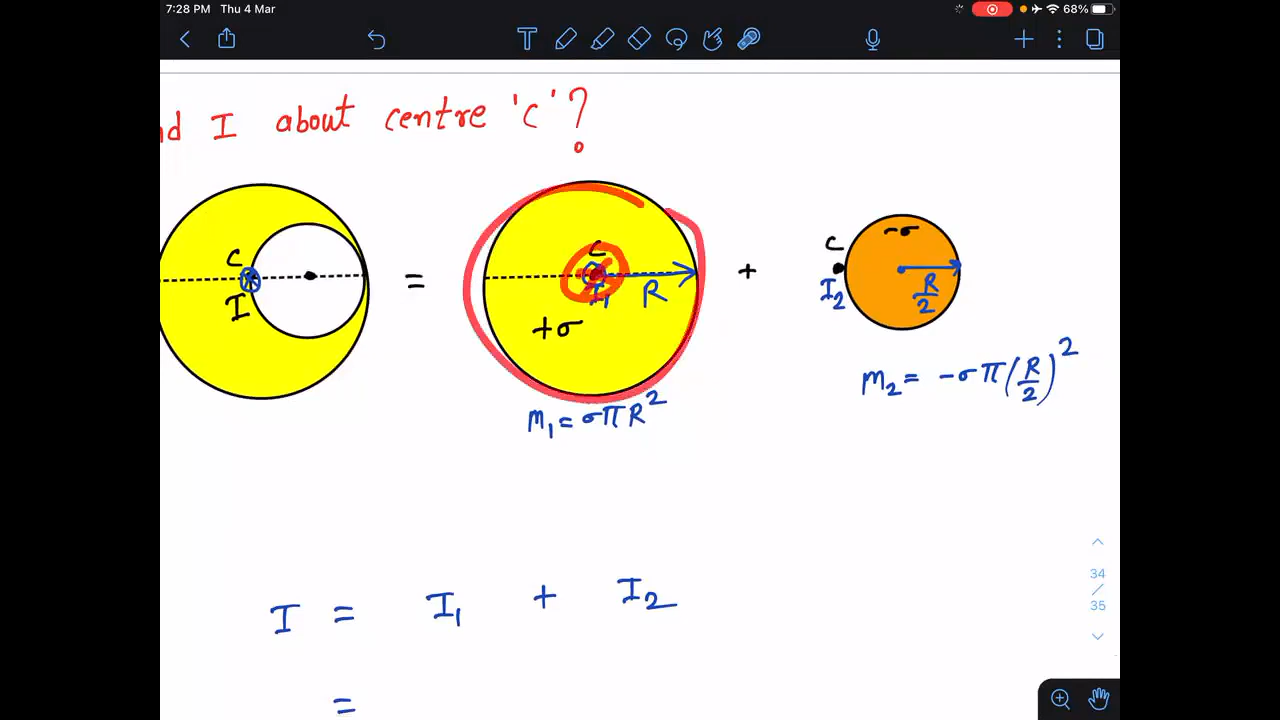 7:28 PM Thu 4 Mar
68%
nd I about centre 'c'?
C
I
=
C
I₁
R
+σ
m₁ = σπR²
+
C
I₂
-σ
R/2
m₂ = -σπ(R/2)²
34
/
35
I = I₁ + I₂
=